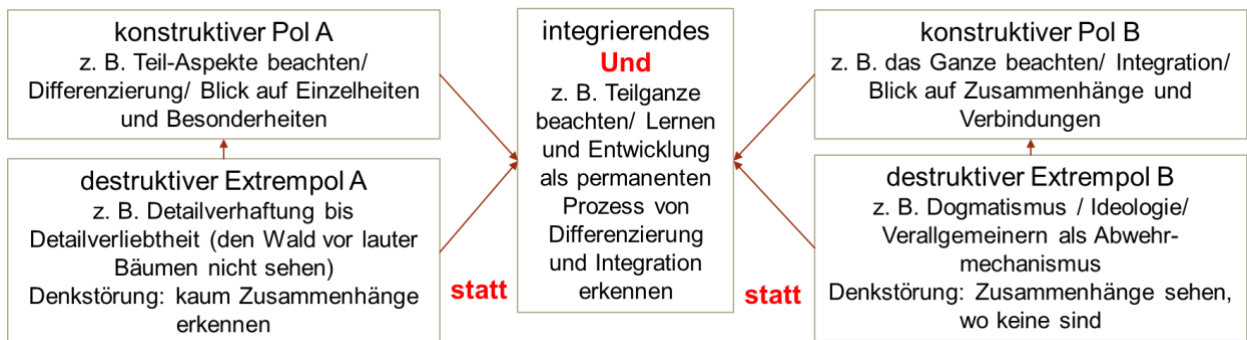 konstruktiver Pol A
z. B. Teil-Aspekte beachten/
Differenzierung/ Blick auf Einzelheiten
und Besonderheiten
destruktiver Extrempol A
z. B. Detailverhaftung bis
Detailverliebtheit (den Wald vor lauter
Bäumen nicht sehen)
Denkstörung: kaum Zusammenhänge
erkennen
statt
integrierendes
Und
z. B. Teilganze
beachten/ Lernen
und Entwicklung
als permanenten
Prozess von
Differenzierung
und Integration
erkennen
statt
konstruktiver Pol B
z. B. das Ganze beachten/ Integration/
Blick auf Zusammenhänge und
Verbindungen
destruktiver Extrempol B
z. B. Dogmatismus / Ideologie/
Verallgemeinern als Abwehr-
mechanismus
Denkstörung: Zusammenhänge sehen,
wo keine sind